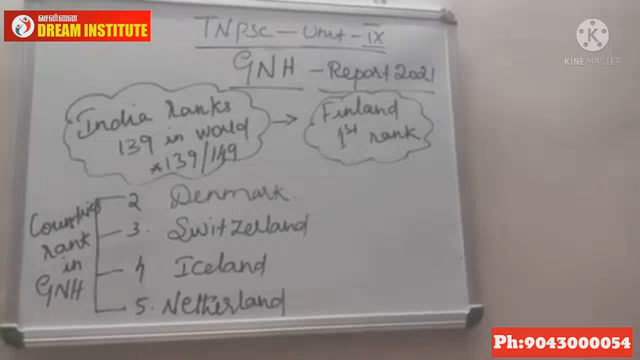 செலினை
DREAM INSTITUTE
KINEMASTER
TNPSC - Unit - IX
GNH - Report 2021
India ranks
139 in world
*139/149
→ Finland
1st rank
Countries
rank
in
GNH
2 Denmark.
3. Switzerland
4 Iceland
5. Netherland
Ph:9043000054